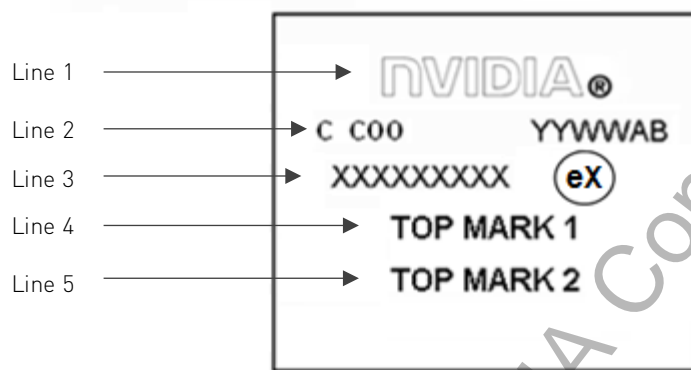 Line 1 NVIDIA®
Line 2 C COO YYWWAB
Line 3 XXXXXXXXX eX
Line 4 TOP MARK 1
Line 5 TOP MARK 2